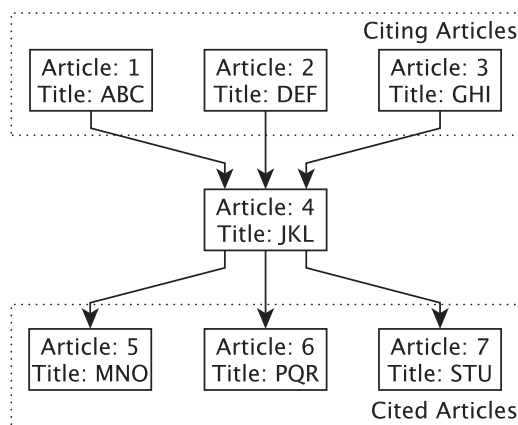 Citing Articles
Article: 1
Title: ABC
Article: 2
Title: DEF
Article: 3
Title: GHI
Article: 4
Title: JKL
Article: 5
Title: MNO
Article: 6
Title: PQR
Article: 7
Title: STU
Cited Articles